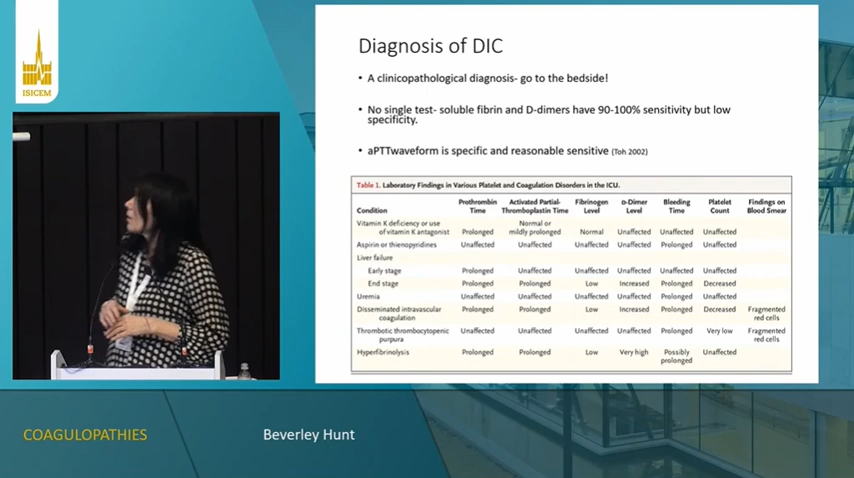 ISICEM
Diagnosis of DIC
• A clinicopathological diagnosis- go to the bedside!
• No single test- soluble fibrin and D-dimers have 90-100% sensitivity but low
specificity.
• aPTTwaveform is specific and reasonable sensitive (Toh 2002)
Table 1. Laboratory Findings in Various Platelet and Coagulation Disorders in the ICU.
Condition Prothrombin Time Activated Partial-Thromboplastin Time Fibrinogen Level D-Dimer Level Bleeding Time Platelet Count Findings on Blood Smear
Vitamin K deficiency or use of vitamin K antagonist Prolonged Normal or mildly prolonged Normal Unaffected Unaffected Unaffected
Aspirin or thienopyridines Unaffected Unaffected Unaffected Unaffected Prolonged Unaffected
Liver failure
Early stage Prolonged Unaffected Unaffected Unaffected Unaffected Unaffected
End stage Prolonged Prolonged Low Increased Prolonged Decreased
Uremia Unaffected Unaffected Unaffected Unaffected Prolonged Unaffected
Disseminated intravascular coagulation Prolonged Prolonged Low Increased Prolonged Decreased Fragmented red cells
Thrombotic thrombocytopenic purpura Unaffected Unaffected Unaffected Unaffected Prolonged Very low Fragmented red cells
Hyperfibrinolysis Prolonged Prolonged Low Very high Possibly prolonged Unaffected
COAGULOPATHIES
Beverley Hunt